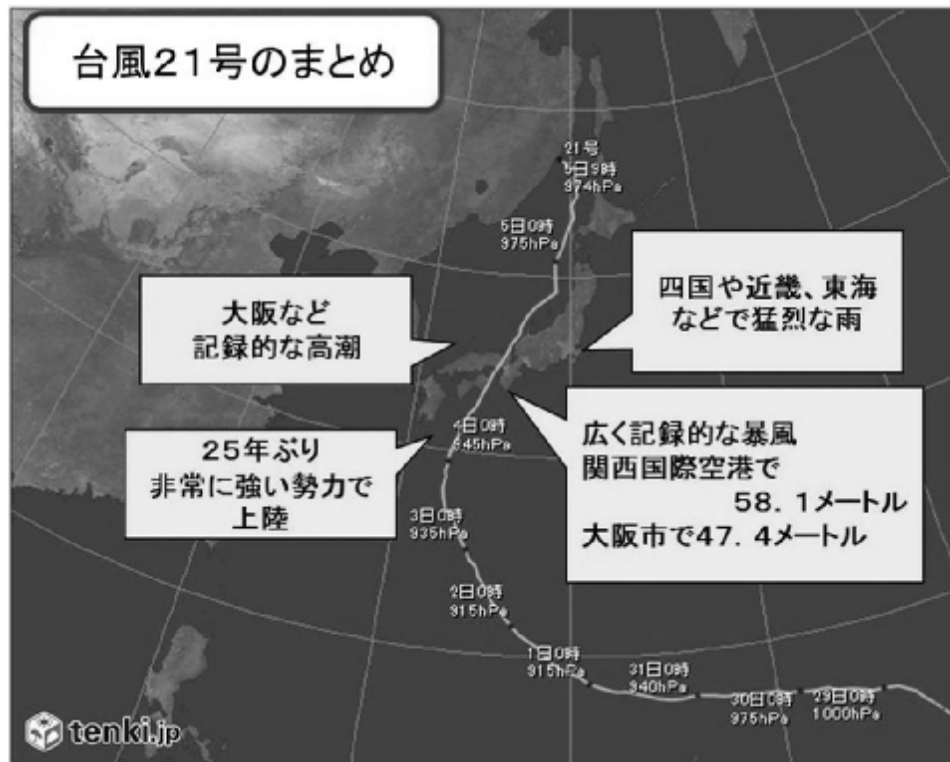 台風21号のまとめ
21号
5日9時
974hPa
5日0時
975hPa
四国や近畿、東海
などで猛烈な雨
大阪など
記録的な高潮
25年ぶり
非常に強い勢力で
上陸
4日0時
945hPa
広く記録的な暴風
関西国際空港で
58.1メートル
大阪市で47.4メートル
3日0時
935hPa
2日0時
915hPa
1日0時
915hPa
31日0時
940hPa
30日0時
975hPa
29日0時
1000hPa
tenki.jp